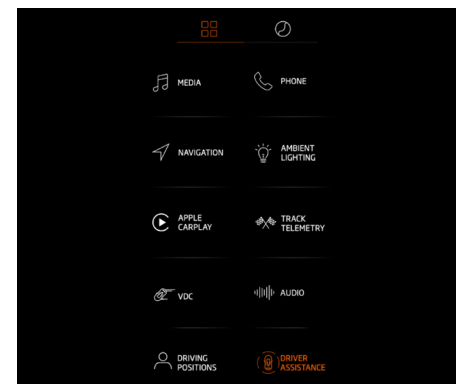 MEDIA
PHONE
NAVIGATION
AMBIENT
LIGHTING
APPLE
CARPLAY
TRACK
TELEMETRY
VDC
AUDIO
DRIVING
POSITIONS
DRIVER
ASSISTANCE